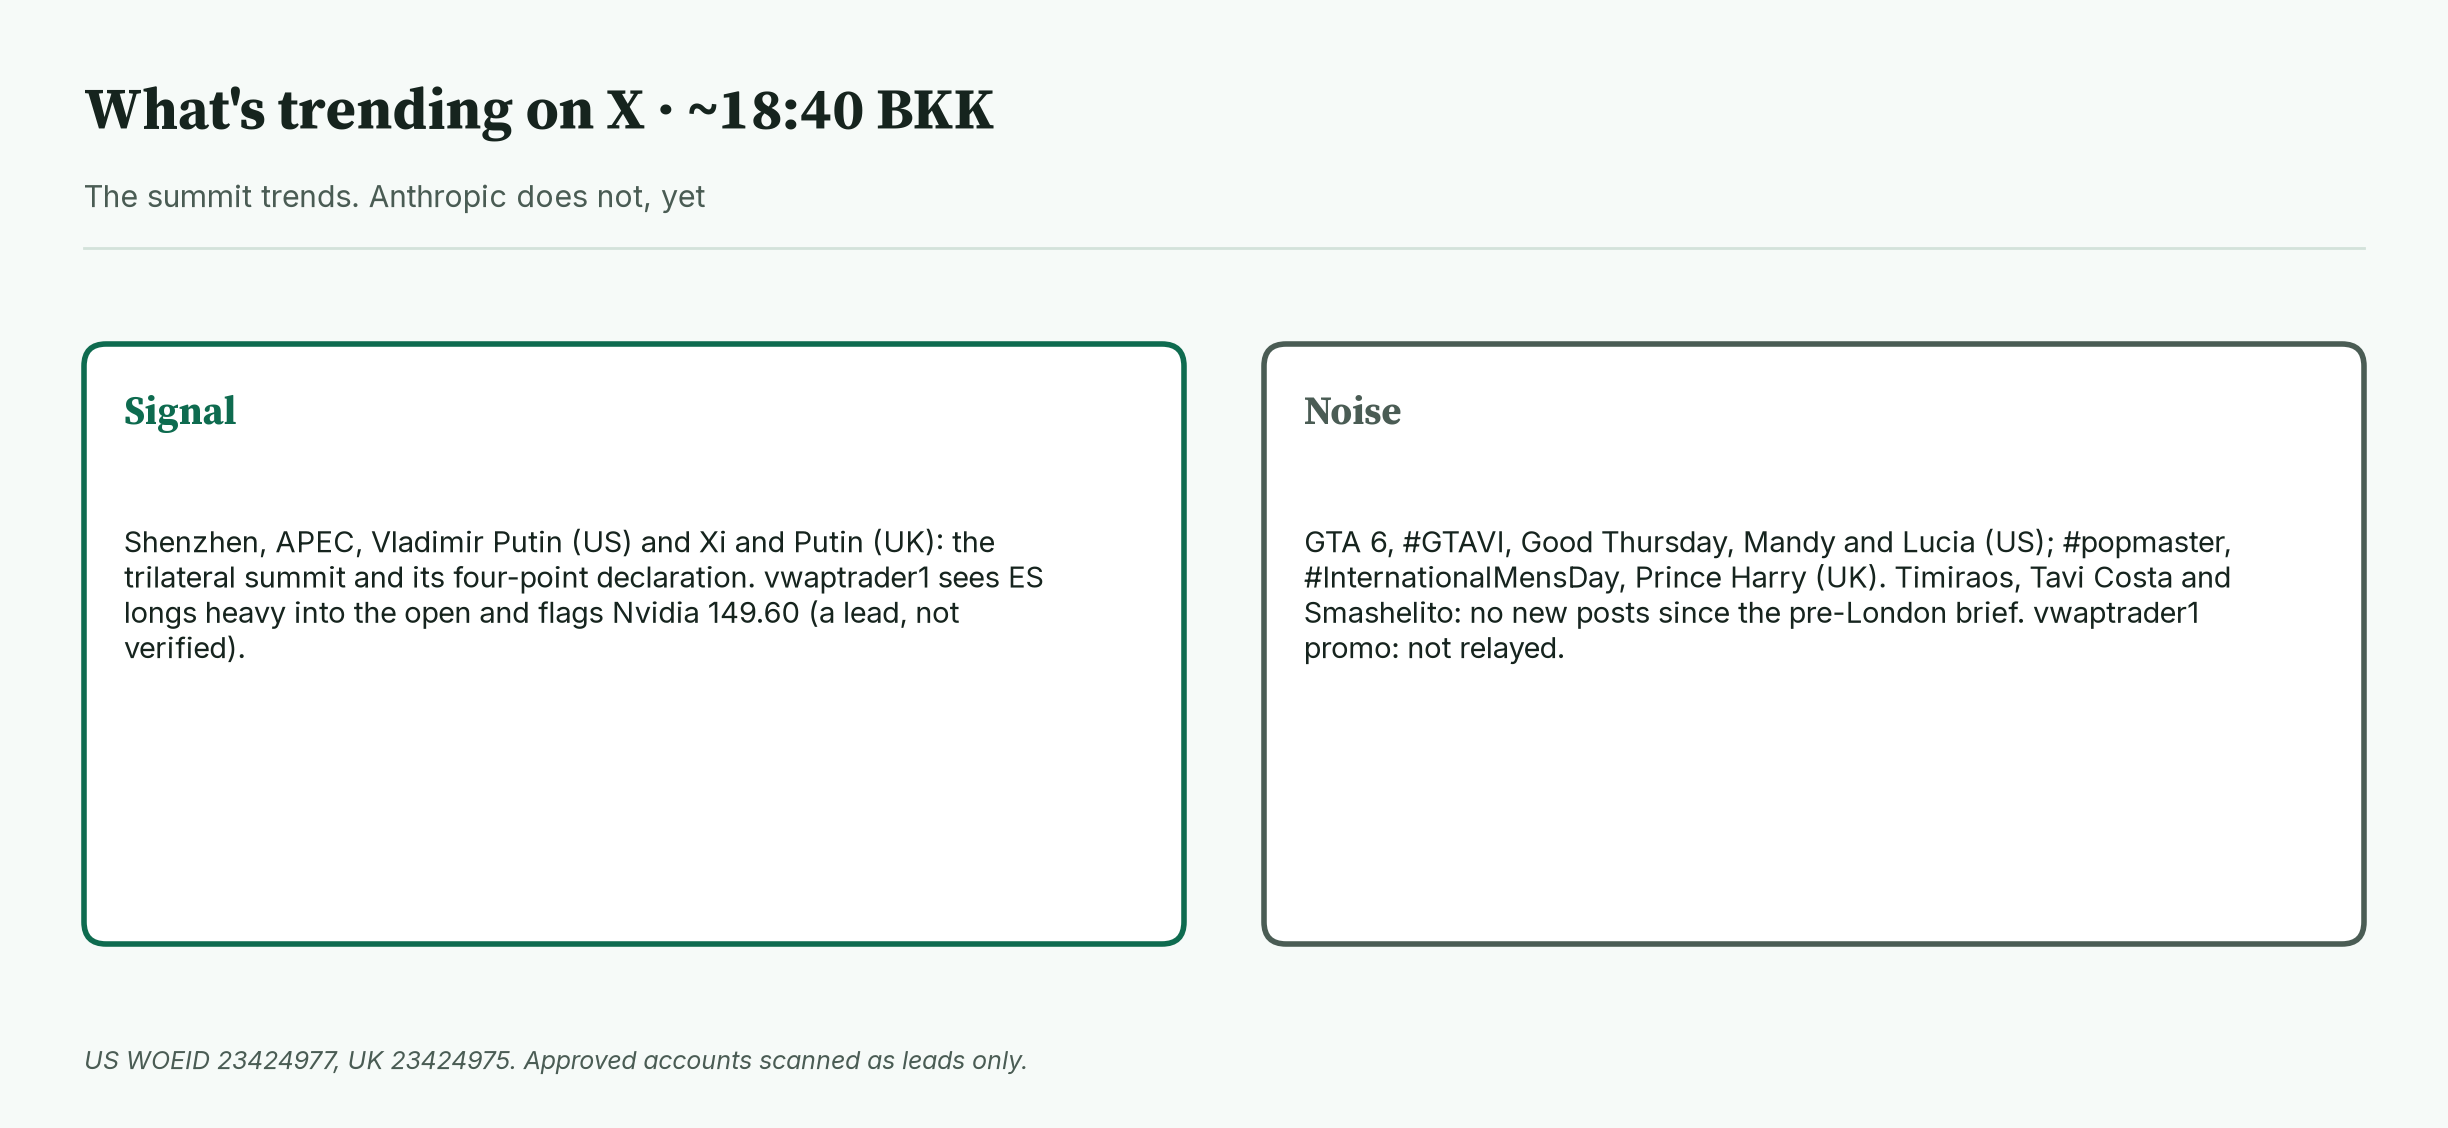 What's trending on X · ~18:40 BKK
The summit trends. Anthropic does not, yet
Signal
Shenzhen, APEC, Vladimir Putin (US) and Xi and Putin (UK): the
trilateral summit and its four-point declaration. vwaptrader1 sees ES
longs heavy into the open and flags Nvidia 149.60 (a lead, not
verified).
Noise
GTA 6, #GTAVI, Good Thursday, Mandy and Lucia (US); #popmaster,
#InternationalMensDay, Prince Harry (UK). Timiraos, Tavi Costa and
Smashelito: no new posts since the pre-London brief. vwaptrader1
promo: not relayed.
US WOEID 23424977, UK 23424975. Approved accounts scanned as leads only.